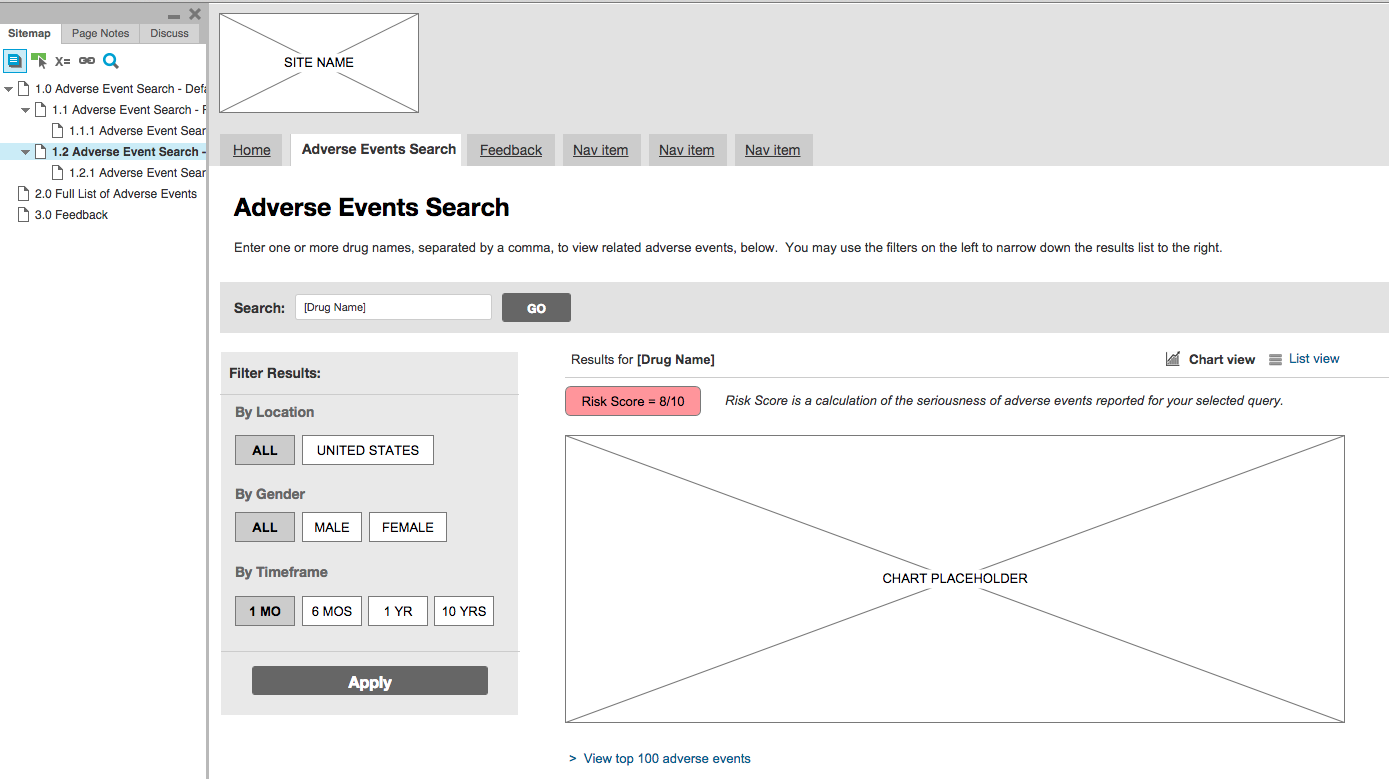 Sitemap Page Notes Discuss
X=
1.0 Adverse Event Search - Defa
1.1 Adverse Event Search - F
1.1.1 Adverse Event Sear
1.2 Adverse Event Search -
1.2.1 Adverse Event Sear
2.0 Full List of Adverse Events
3.0 Feedback
SITE NAME
Home Adverse Events Search Feedback Nav item Nav item Nav item
Adverse Events Search
Enter one or more drug names, separated by a comma, to view related adverse events, below. You may use the filters on the left to narrow down the results list to the right.
Search: [Drug Name] GO
Filter Results:
By Location
ALL UNITED STATES
By Gender
ALL MALE FEMALE
By Timeframe
1 MO 6 MOS 1 YR 10 YRS
Apply
Results for [Drug Name] Chart view List view
Risk Score = 8/10 Risk Score is a calculation of the seriousness of adverse events reported for your selected query.
CHART PLACEHOLDER
> View top 100 adverse events